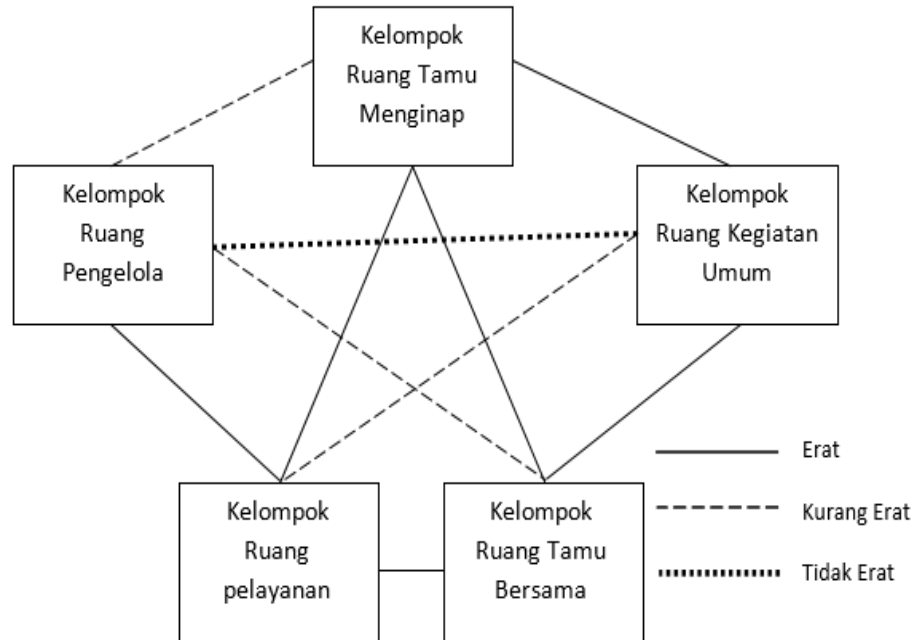 Kelompok
Ruang Tamu
Menginap
Kelompok
Ruang
Pengelola
Kelompok
Ruang Kegiatan
Umum
Kelompok
Ruang
pelayanan
Kelompok
Ruang Tamu
Bersama
Erat
Kurang Erat
Tidak Erat